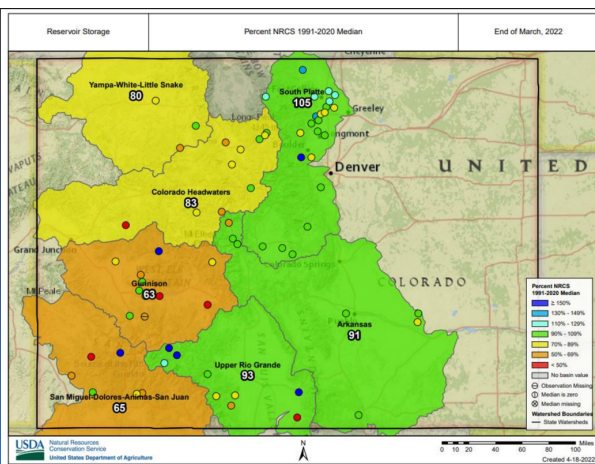 Reservoir Storage
Percent NRCS 1991-2020 Median
End of March, 2022
Cheyenne
Yampa-White-Little Snake
80
South Platte
105
Greeley
Longmont
Boulder
Denver
UNITED
Colorado Headwaters
83
Grand Junction
Gunnison
63
Colorado Springs
COLORADO
Mt Peale
Arkansas
91
Upper Rio Grande
93
San Miguel-Dolores-Animas-San Juan
65
Percent NRCS
1991-2020 Median
≥ 150%
130% - 149%
110% - 129%
90% - 109%
70% - 89%
50% - 69%
< 50%
No basin value
Observation Missing
Median is zero
Median missing
Watershed Boundaries
State Watersheds
USDA
Natural Resources
Conservation Service
United States Department of Agriculture
N
0 10 20 40 60 80 100
Miles
Created 4-18-2022